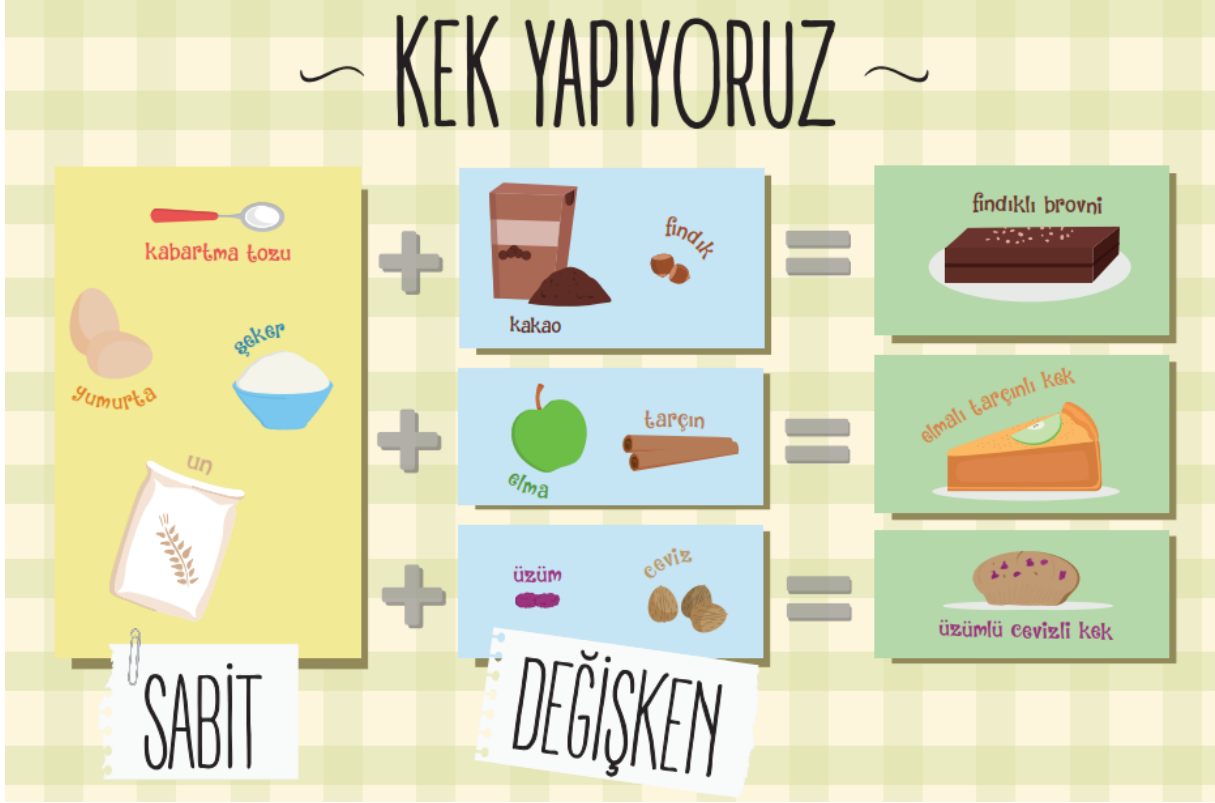 KEK YAPIYORUZ
kabartma tozu
yumurta
şeker
un
SABİT
kakao
fındık
elma
tarçın
üzüm
ceviz
DEĞİŞKEN
fındıklı brovni
elmalı tarçınlı kek
üzümlü cevizli kek